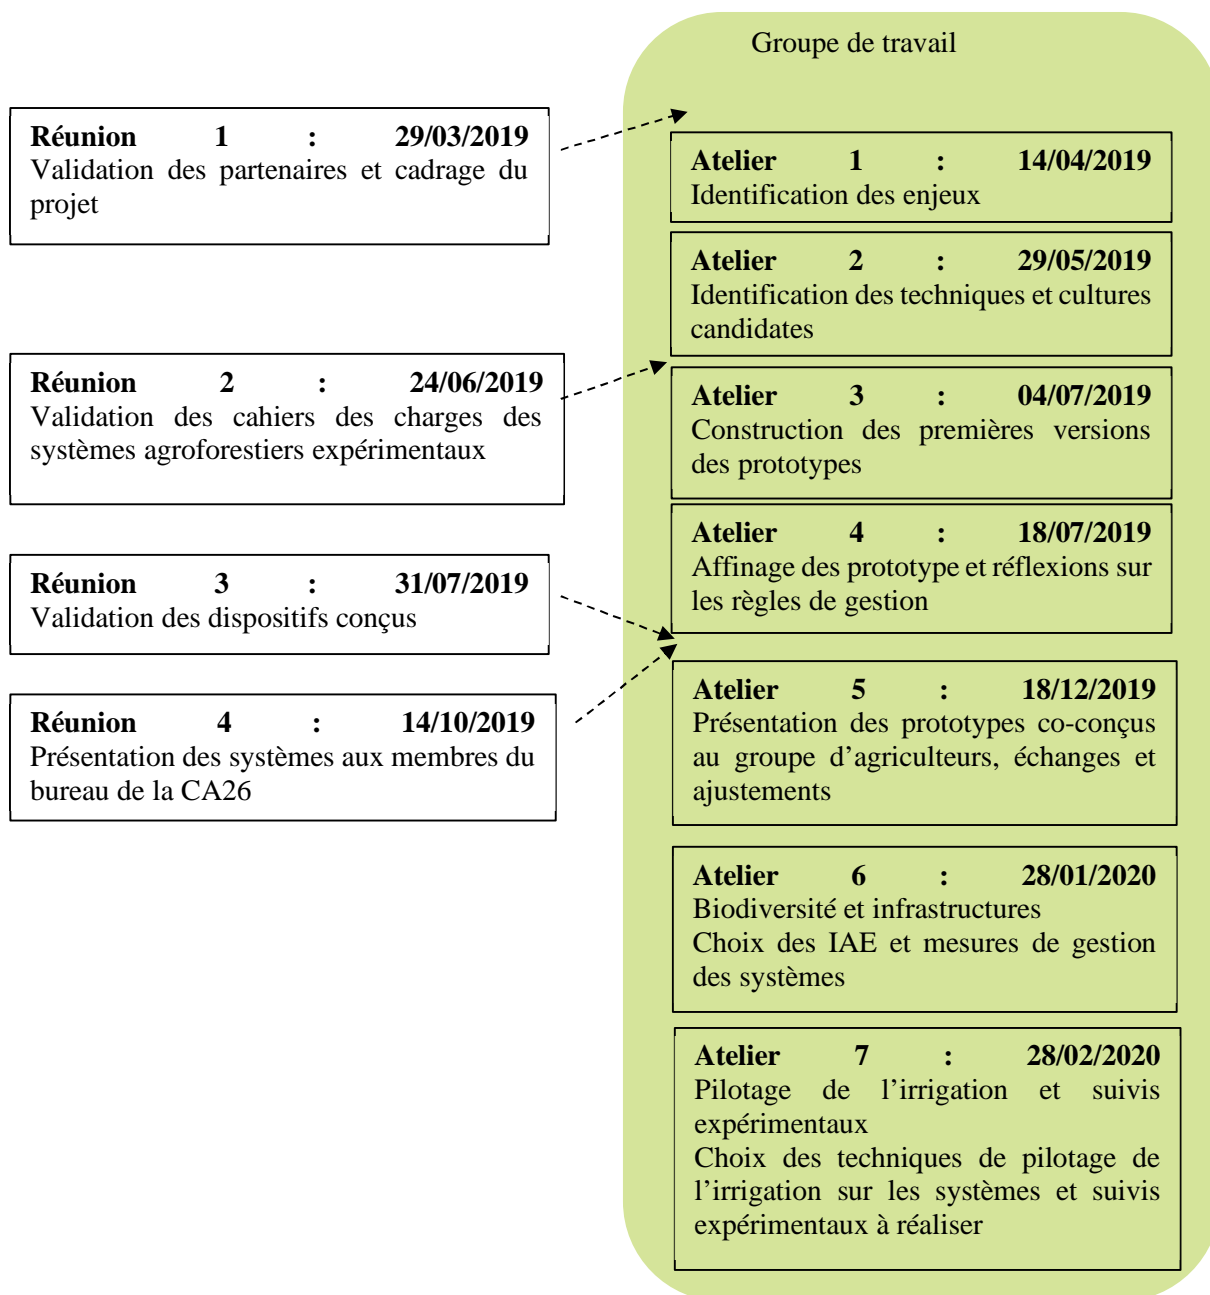 Groupe de travail
Réunion 1 : 29/03/2019
Validation des partenaires et cadrage du
projet
Réunion 2 : 24/06/2019
Validation des cahiers des charges des
systèmes agroforestiers expérimentaux
Réunion 3 : 31/07/2019
Validation des dispositifs conçus
Réunion 4 : 14/10/2019
Présentation des systèmes aux membres du
bureau de la CA26
Atelier 1 : 14/04/2019
Identification des enjeux
Atelier 2 : 29/05/2019
Identification des techniques et cultures
candidates
Atelier 3 : 04/07/2019
Construction des premières versions
des prototypes
Atelier 4 : 18/07/2019
Affinage des prototype et réflexions sur
les règles de gestion
Atelier 5 : 18/12/2019
Présentation des prototypes co-conçus
au groupe d’agriculteurs, échanges et
ajustements
Atelier 6 : 28/01/2020
Biodiversité et infrastructures
Choix des IAE et mesures de gestion
des systèmes
Atelier 7 : 28/02/2020
Pilotage de l’irrigation et suivis
expérimentaux
Choix des techniques de pilotage de
l’irrigation sur les systèmes et suivis
expérimentaux à réaliser